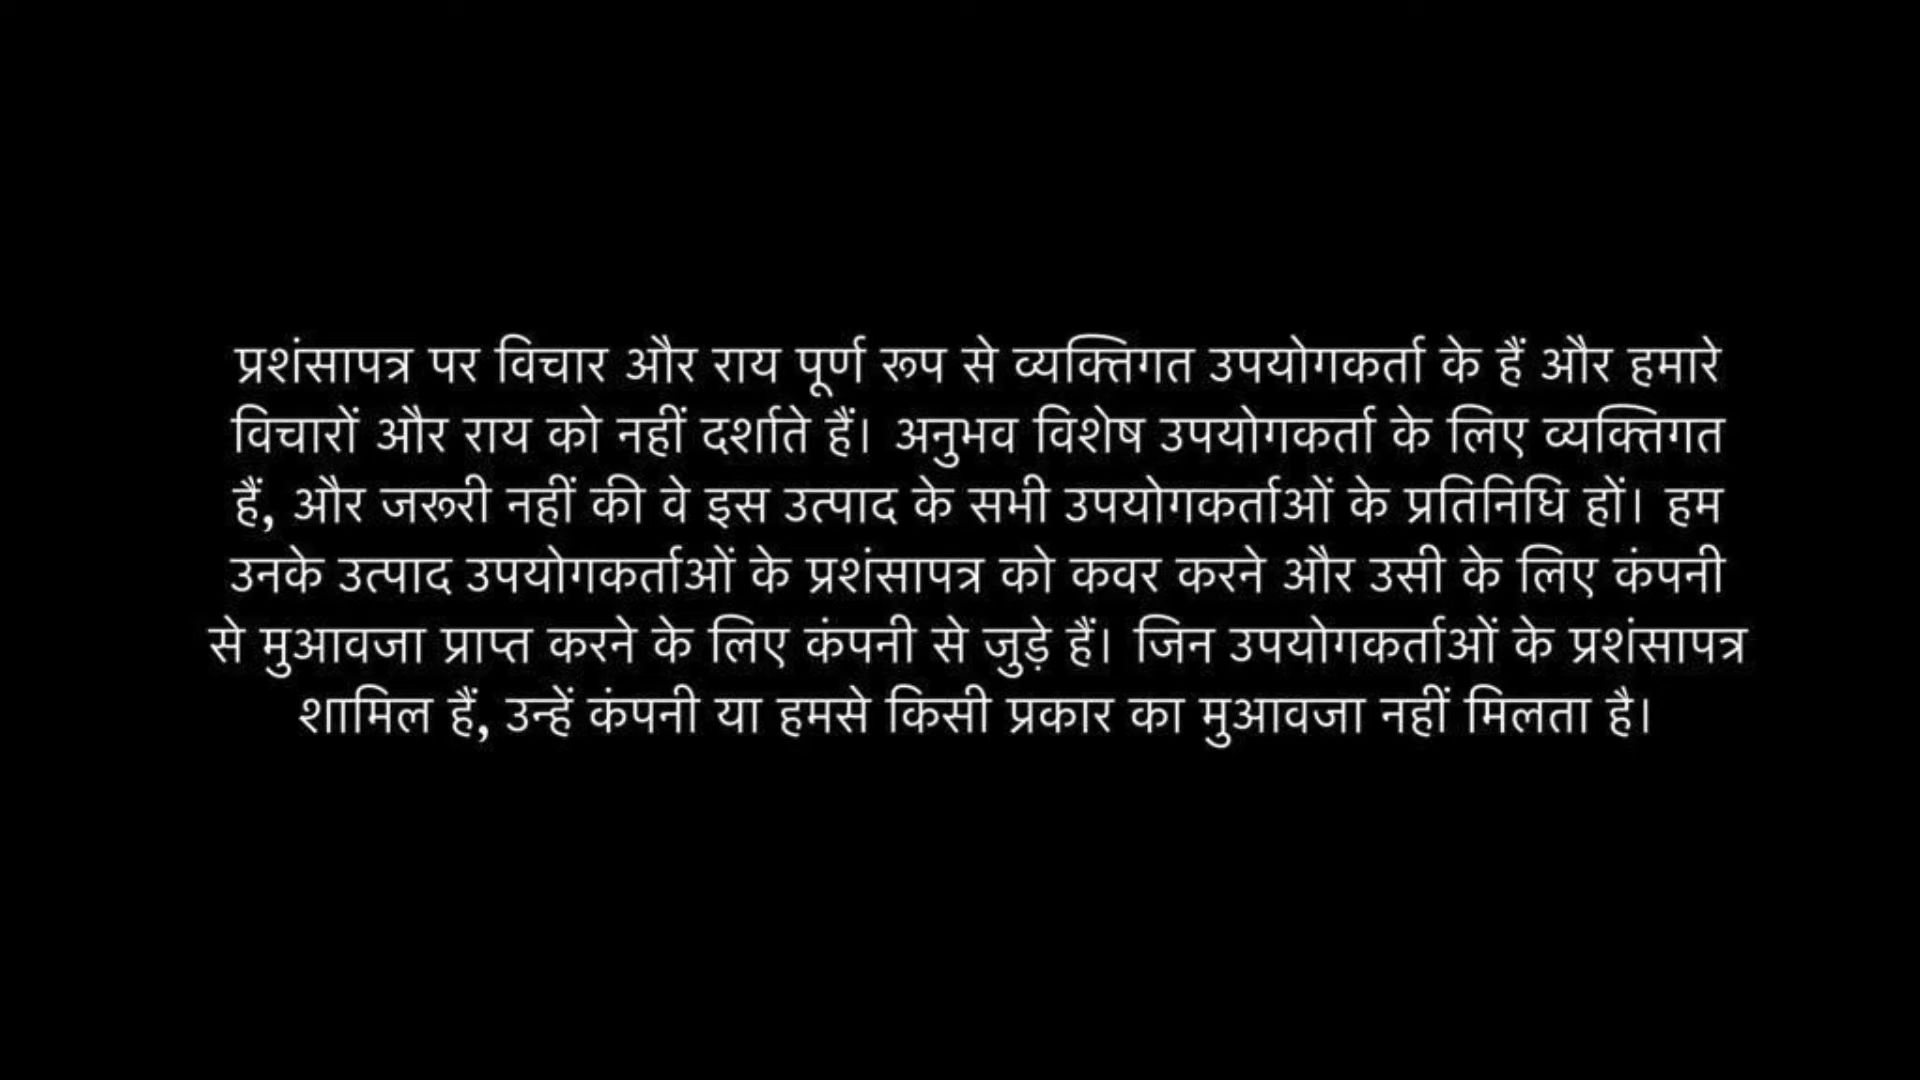 प्रशंसापत्र पर विचार और राय पूर्ण रूप से व्यक्तिगत उपयोगकर्ता के हैं और हमारे
विचारों और राय को नहीं दर्शाते हैं। अनुभव विशेष उपयोगकर्ता के लिए व्यक्तिगत
हैं, और जरूरी नहीं की वे इस उत्पाद के सभी उपयोगकर्ताओं के प्रतिनिधि हों। हम
उनके उत्पाद उपयोगकर्ताओं के प्रशंसापत्र को कवर करने और उसी के लिए कंपनी
से मुआवजा प्राप्त करने के लिए कंपनी से जुड़े हैं। जिन उपयोगकर्ताओं के प्रशंसापत्र
शामिल हैं, उन्हें कंपनी या हमसे किसी प्रकार का मुआवजा नहीं मिलता है।